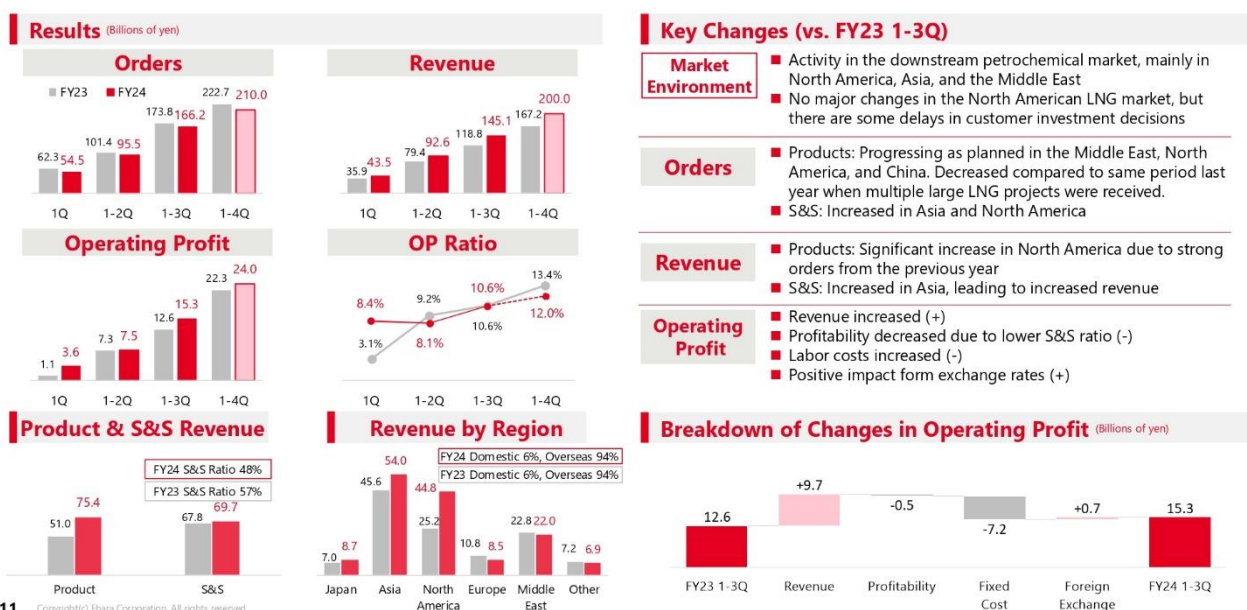 Results (Billions of yen)
Orders
FY23 FY24
62.3 54.5
101.4 95.5
173.8 166.2
222.7 210.0
1Q 1-2Q 1-3Q 1-4Q
Revenue
35.9 43.5
79.4 92.6
118.8 145.1
167.2 200.0
1Q 1-2Q 1-3Q 1-4Q
Operating Profit
1.1 3.6
7.3 7.5
12.6 15.3
22.3 24.0
1Q 1-2Q 1-3Q 1-4Q
OP Ratio
8.4% 9.2% 10.6% 13.4%
3.1% 8.1% 10.6% 12.0%
1Q 1-2Q 1-3Q 1-4Q
Product & S&S Revenue
FY24 S&S Ratio 48%
FY23 S&S Ratio 57%
51.0 75.4
67.8 69.7
Product S&S
Revenue by Region
FY24 Domestic 6%, Overseas 94%
FY23 Domestic 6%, Overseas 94%
7.0 8.7
45.6 54.0
25.2 44.8
10.8 8.5
22.8 22.0
7.2 6.9
Japan Asia North Europe Middle Other
America East
Key Changes (vs. FY23 1-3Q)
Market
Environment
Activity in the downstream petrochemical market, mainly in
North America, Asia, and the Middle East
No major changes in the North American LNG market, but
there are some delays in customer investment decisions
Orders
Products: Progressing as planned in the Middle East, North
America, and China. Decreased compared to same period last
year when multiple large LNG projects were received.
S&S: Increased in Asia and North America
Revenue
Products: Significant increase in North America due to strong
orders from the previous year
S&S: Increased in Asia, leading to increased revenue
Operating
Profit
Revenue increased (+)
Profitability decreased due to lower S&S ratio (-)
Labor costs increased (-)
Positive impact form exchange rates (+)
Breakdown of Changes in Operating Profit (Billions of yen)
12.6 +9.7 -0.5 -7.2 +0.7 15.3
FY23 1-3Q Revenue Profitability Fixed Foreign FY24 1-3Q
Cost Exchange
11 Copyright(c) Ebara Corporation, All rights reserved